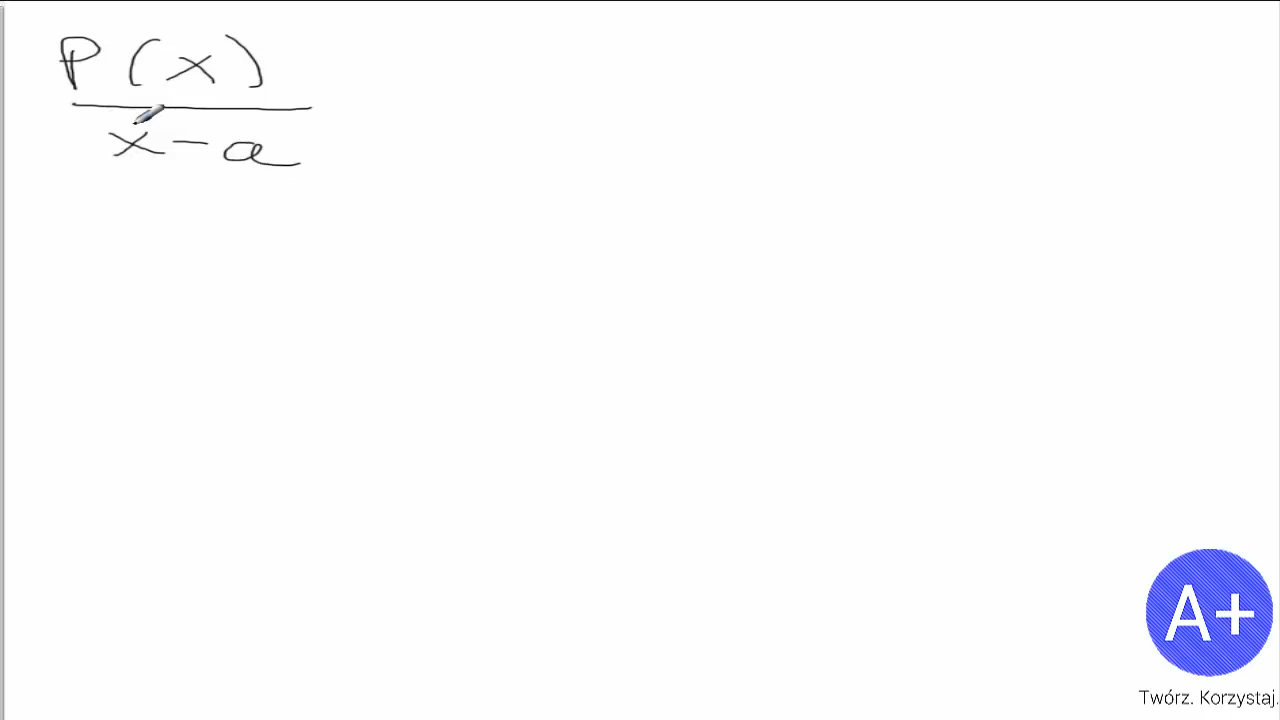 P(x)
x-a
A+
Twórz. Korzystaj.